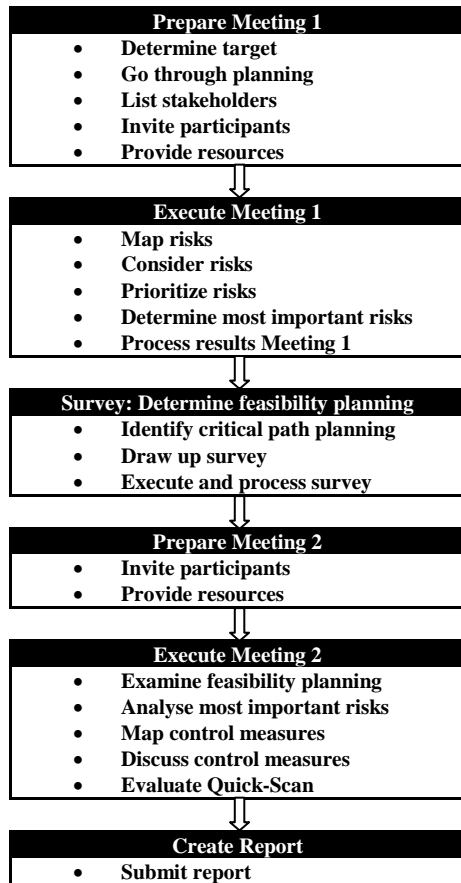 Prepare Meeting 1
• Determine target
• Go through planning
• List stakeholders
• Invite participants
• Provide resources
Execute Meeting 1
• Map risks
• Consider risks
• Prioritize risks
• Determine most important risks
• Process results Meeting 1
Survey: Determine feasibility planning
• Identify critical path planning
• Draw up survey
• Execute and process survey
Prepare Meeting 2
• Invite participants
• Provide resources
Execute Meeting 2
• Examine feasibility planning
• Analyse most important risks
• Map control measures
• Discuss control measures
• Evaluate Quick-Scan
Create Report
• Submit report